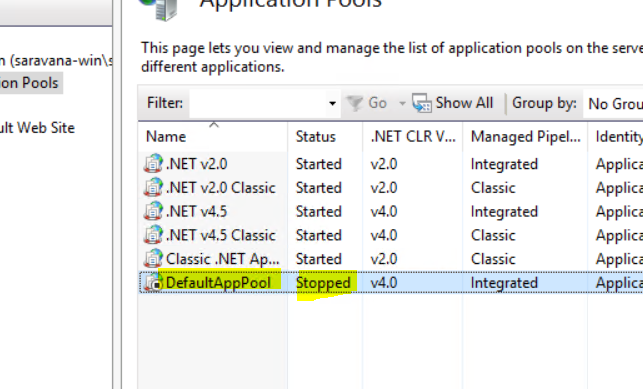 Application Pools
(saravana-win\
ion Pools
ult Web Site
This page lets you view and manage the list of application pools on the serve
different applications.
Filter: Go Show All Group by: No Grou
Name Status .NET CLR V... Managed Pipel... Identity
.NET v2.0 Started v2.0 Integrated Applica
.NET v2.0 Classic Started v2.0 Classic Applica
.NET v4.5 Started v4.0 Integrated Applica
.NET v4.5 Classic Started v4.0 Classic Applica
Classic .NET Ap... Started v2.0 Classic Applica
DefaultAppPool Stopped v4.0 Integrated Applica